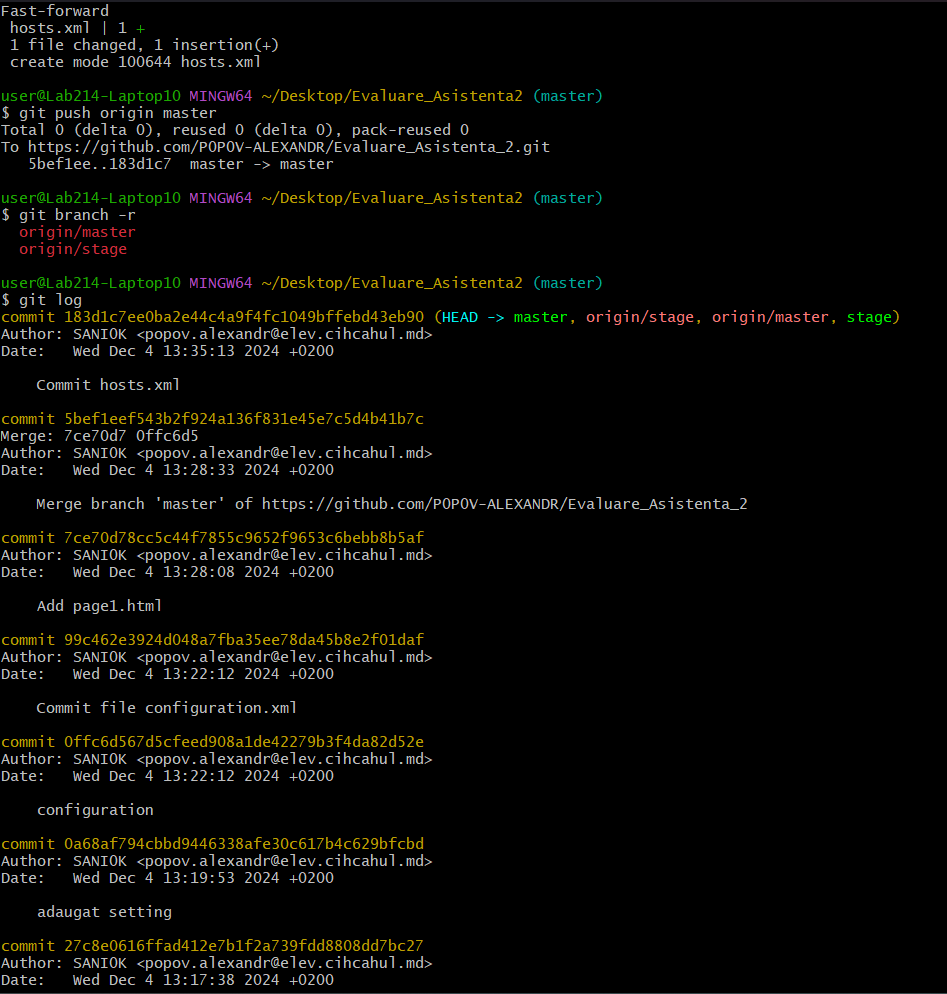 Fast-forward
hosts.xml | 1 +
1 file changed, 1 insertion(+)
create mode 100644 hosts.xml
user@Lab214-Laptop10 MINGW64 ~/Desktop/Evaluare_Asistenta2 (master)
$ git push origin master
Total 0 (delta 0), reused 0 (delta 0), pack-reused 0
To https://github.com/POPOV-ALEXANDR/Evaluare_Asistenta_2.git
5bef1ee..183d1c7 master -> master
user@Lab214-Laptop10 MINGW64 ~/Desktop/Evaluare_Asistenta2 (master)
$ git branch -r
origin/master
origin/stage
user@Lab214-Laptop10 MINGW64 ~/Desktop/Evaluare_Asistenta2 (master)
$ git log
commit 183d1c7ee0ba2e44c4a9f4fc1049bffebd43eb90 (HEAD -> master, origin/stage, origin/master, stage)
Author: SANIOK <popov.alexandr@elev.cihcahul.md>
Date: Wed Dec 4 13:35:13 2024 +0200
Commit hosts.xml
commit 5bef1eef543b2f924a136f831e45e7c5d4b41b7c
Merge: 7ce70d7 0ffc6d5
Author: SANIOK <popov.alexandr@elev.cihcahul.md>
Date: Wed Dec 4 13:28:33 2024 +0200
Merge branch 'master' of https://github.com/POPOV-ALEXANDR/Evaluare_Asistenta_2
commit 7ce70d78cc5c44f7855c9652f9653c6bebb8b5af
Author: SANIOK <popov.alexandr@elev.cihcahul.md>
Date: Wed Dec 4 13:28:08 2024 +0200
Add page1.html
commit 99c462e3924d048a7fba35ee78da45b8e2f01daf
Author: SANIOK <popov.alexandr@elev.cihcahul.md>
Date: Wed Dec 4 13:22:12 2024 +0200
Commit file configuration.xml
commit 0ffc6d567d5cfeed908a1de42279b3f4da82d52e
Author: SANIOK <popov.alexandr@elev.cihcahul.md>
Date: Wed Dec 4 13:22:12 2024 +0200
configuration
commit 0a68af794cbbd9446338afe30c617b4c629bfcbd
Author: SANIOK <popov.alexandr@elev.cihcahul.md>
Date: Wed Dec 4 13:19:53 2024 +0200
adaugat setting
commit 27c8e0616ffad412e7b1f2a739fdd8808dd7bc27
Author: SANIOK <popov.alexandr@elev.cihcahul.md>
Date: Wed Dec 4 13:17:38 2024 +0200